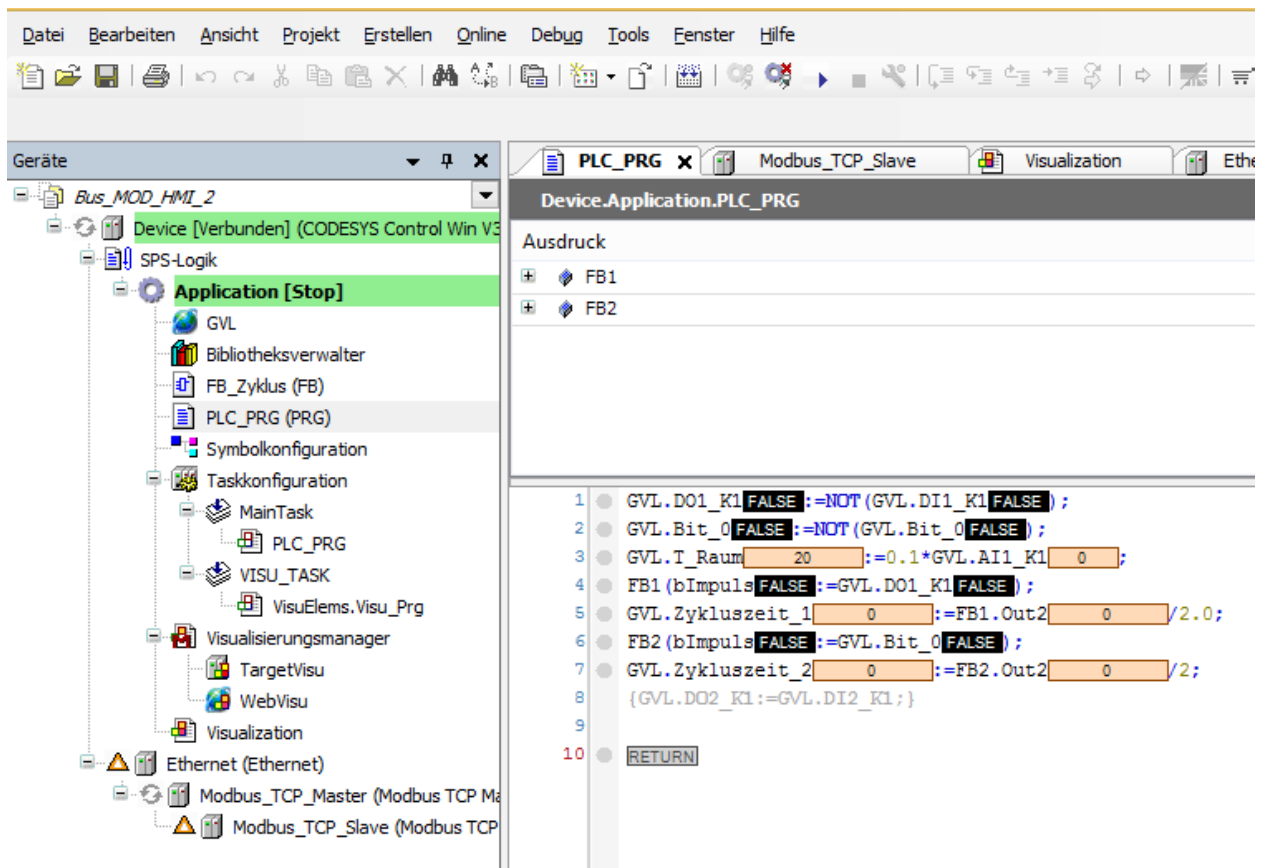 Datei Bearbeiten Ansicht Projekt Erstellen Online Debug Tools Fenster Hilfe
Geräte
PLC_PRG
Modbus_TCP_Slave
Visualization
Ethe
Bus_MOD_HMI_2
Device [Verbunden] (CODESYS Control Win V3
SPS-Logik
Application [Stop]
GVL
Bibliotheksverwalter
FB_Zyklus (FB)
PLC_PRG (PRG)
Symbolkonfiguration
Taskkonfiguration
MainTask
PLC_PRG
VISU_TASK
VisuElems.Visu_Prg
Visualisierungsmanager
TargetVisu
WebVisu
Visualization
Ethernet (Ethernet)
Modbus_TCP_Master (Modbus TCP Ma
Modbus_TCP_Slave (Modbus TCP
Device.Application.PLC_PRG
Ausdruck
FB1
FB2
1 GVL.DO1_K1 FALSE :=NOT(GVL.DI1_K1 FALSE );
2 GVL.Bit_0 FALSE :=NOT(GVL.Bit_0 FALSE );
3 GVL.T_Raum 20 :=0.1*GVL.AI1_K1 0 ;
4 FB1(bImpuls FALSE :=GVL.DO1_K1 FALSE );
5 GVL.Zykluszeit_1 0 :=FB1.Out2 0 /2.0;
6 FB2(bImpuls FALSE :=GVL.Bit_0 FALSE );
7 GVL.Zykluszeit_2 0 :=FB2.Out2 0 /2;
8 {GVL.DO2_K1:=GVL.DI2_K1;}
9
10 RETURN